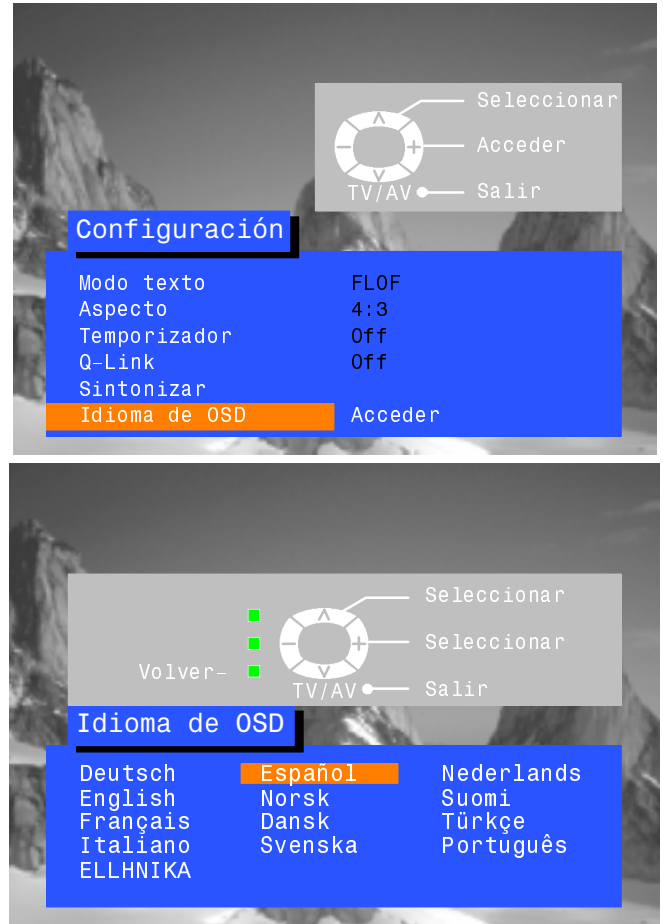 Seleccionar
Acceder
TV/AV Salir
Configuración
Modo texto FLOF
Aspecto 4:3
Temporizador Off
Q-Link Off
Sintonizar
Idioma de OSD Acceder
Seleccionar
Seleccionar
Volver-
TV/AV Salir
Idioma de OSD
Deutsch Español Nederlands
English Norsk Suomi
Français Dansk Türkçe
Italiano Svenska Português
ELLHNIKA